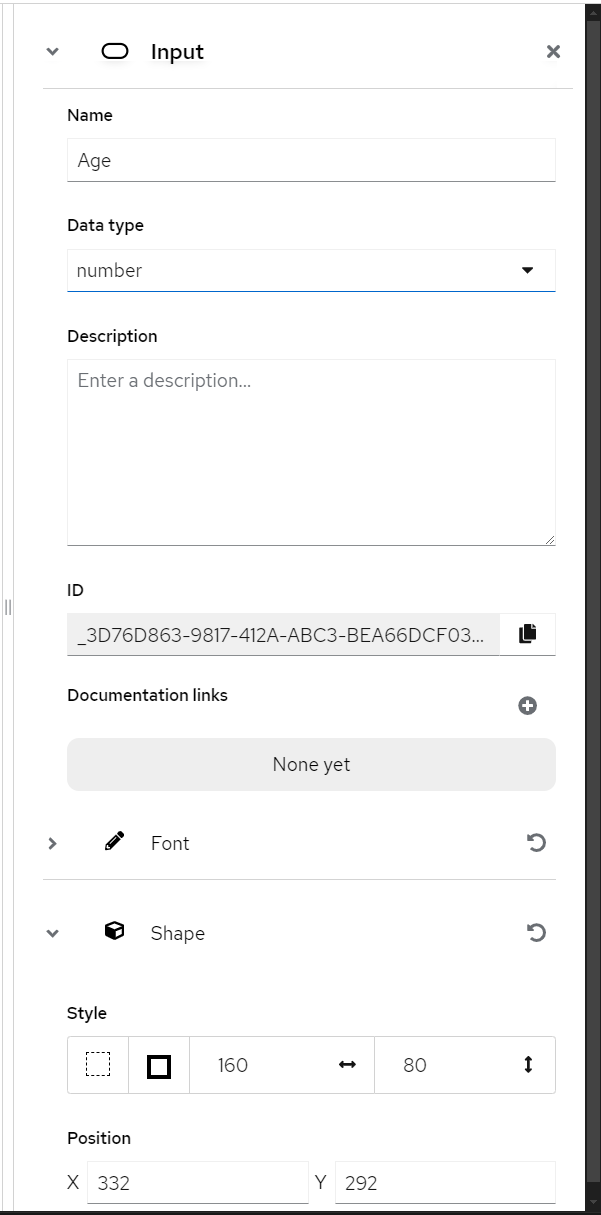 Input
Name
Age
Data type
number
Description
Enter a description...
ID
_3D76D863-9817-412A-ABC3-BEA66DCF03...
Documentation links
None yet
Font
Shape
Style
160 80
Position
X 332 Y 292